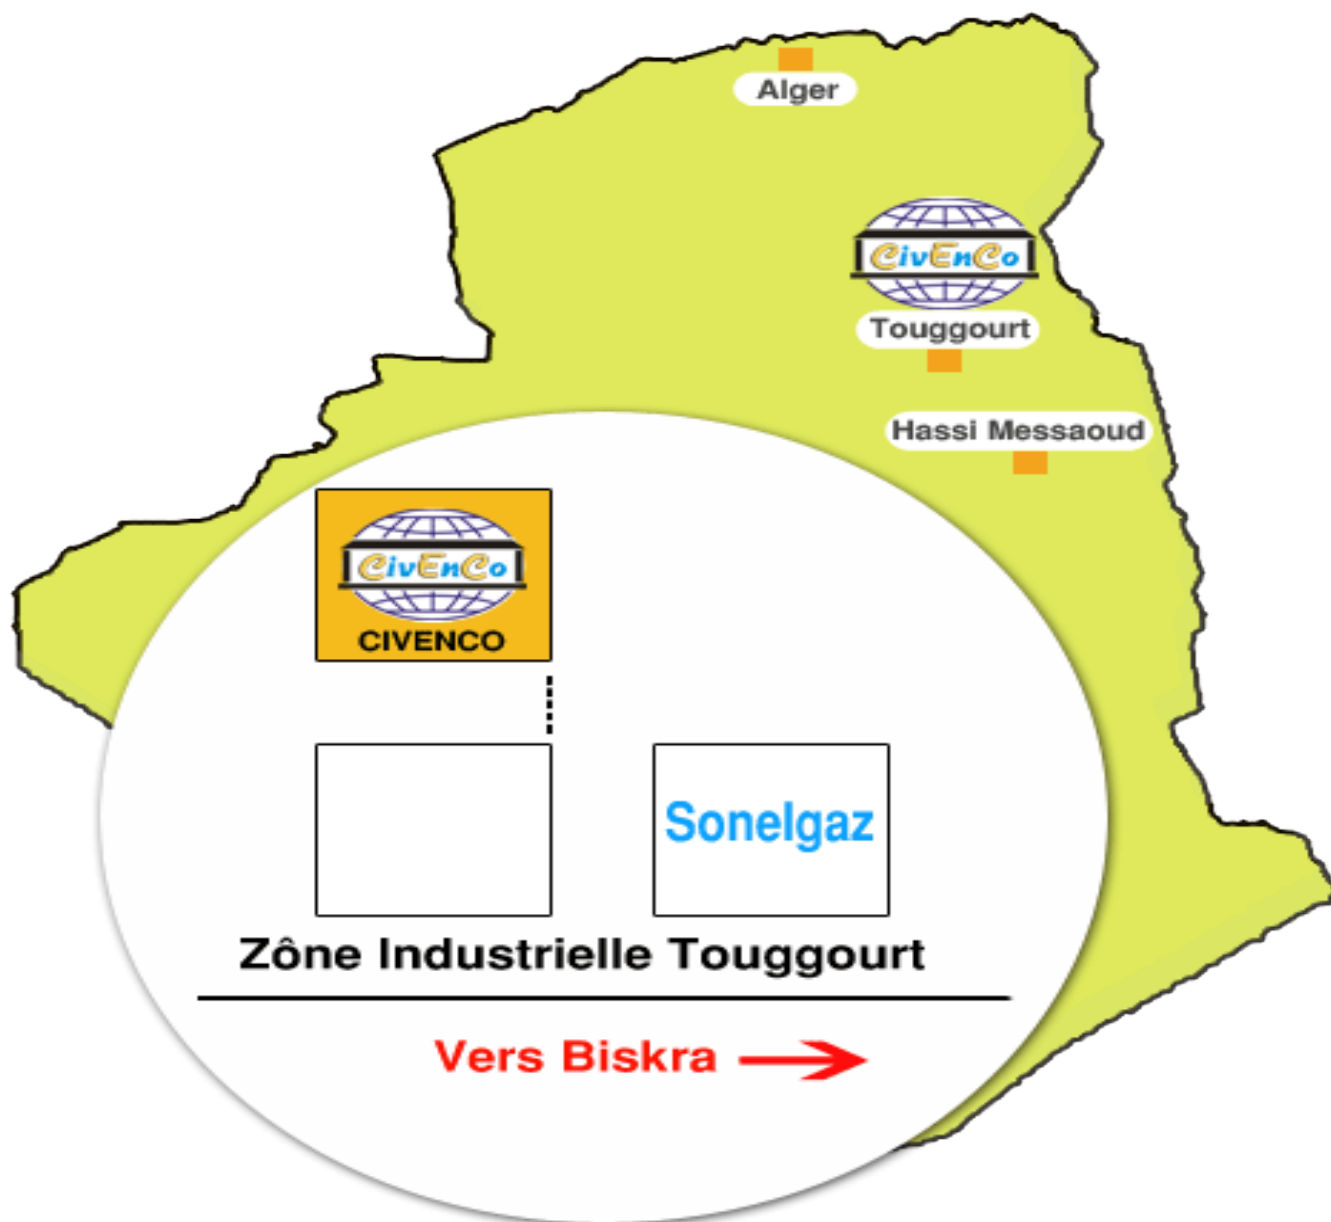 Alger
CivEnCo
Touggourt
Hassi Messaoud
CivEnCo
CIVENCO
Sonelgaz
Zône Industrielle Touggourt
Vers Biskra